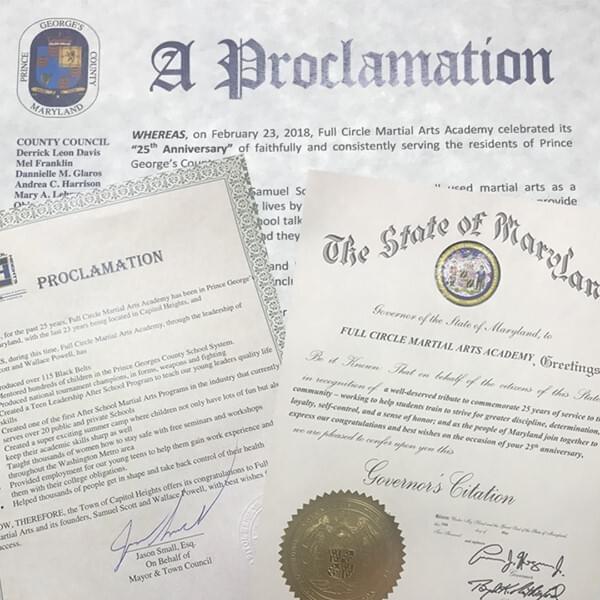 GEORGE'S
PRINCE
COUNTY
MARYLAND
A Proclamation
COUNTY COUNCIL
Derrick Leon Davis
Mel Franklin
Dannielle M. Glaros
Andrea C. Harrison
Mary A.
WHEREAS, on February 23, 2018, Full Circle Martial Arts Academy celebrated its
"25th Anniversary" of faithfully and consistently serving the residents of Prince
George's
Samuel used martial arts as a
lives by provide
talk
and they
and
PROCLAMATION
for the past 25 years, Full Circle Martial Arts Academy has been in Prince George's
Maryland, with the last 23 years being located in Capitol Heights, and
during this time, Full Circle Martial Arts Academy, through the leadership of
Scott and Wallace Powell, has
Produced over 115 Black Belts
Mentored hundreds of children in the Prince Georges County School System.
Produced national tournament champions, in forms, weapons and fighting
Created a Teen Leadership After School Program to teach our young leaders quality life
skills
Created one of the First After School Martial Arts Programs in the industry that currently
serves over 20 public and private Schools
Created a super exciting summer camp where children not only have lots of fun but also
keep their academic skills sharp as well
Taught thousands of women how to stay safe with free seminars and workshops
throughout the Washington Metro area
Provided employment for our young teens to help them gain work experience and
them with their college obligations.
Helped thousands of people get in shape and take back control of their health
NOW, THEREFORE, the Town of Capitol Heights offers its congratulations to Full
Martial Arts and its founders, Samuel Scott and Wallace Powell, with best wishes
success.
Jason Small, Esq.
On Behalf of
Mayor & Town Council
The State of Maryland
Governor of the State of Maryland, to
FULL CIRCLE MARTIAL ARTS ACADEMY, Greetings
Be it Known That on behalf of the citizens of this State
in recognition of a well-deserved tribute to commemorate 25 years of service to
community – working to help students train to strive for greater discipline, determination,
loyalty, self-control, and a sense of honor; and as the people of Maryland join together to
express our congratulations and best wishes on the occasion of your 25th anniversary,
we are pleased to confer upon you this
Governor's Citation
Governor